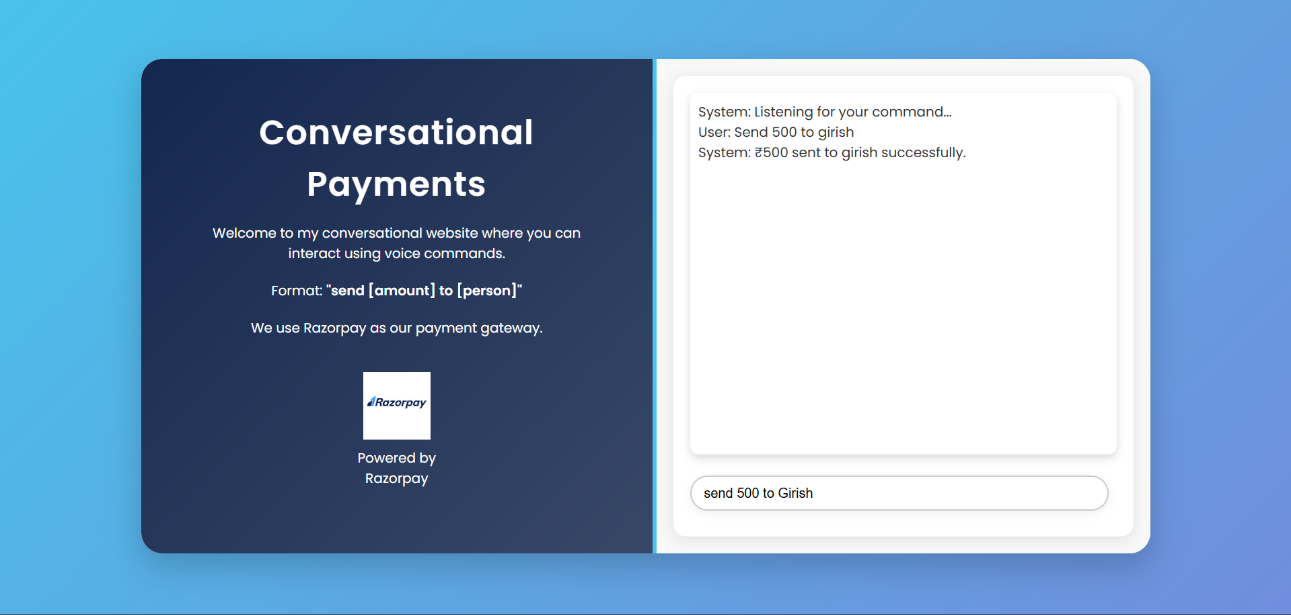 Conversational
Payments
Welcome to my conversational website where you can
interact using voice commands.
Format: "send [amount] to [person]"
We use Razorpay as our payment gateway.
Razorpay
Powered by
Razorpay
System: Listening for your command...
User: Send 500 to girish
System: ₹500 sent to girish successfully.
send 500 to Girish